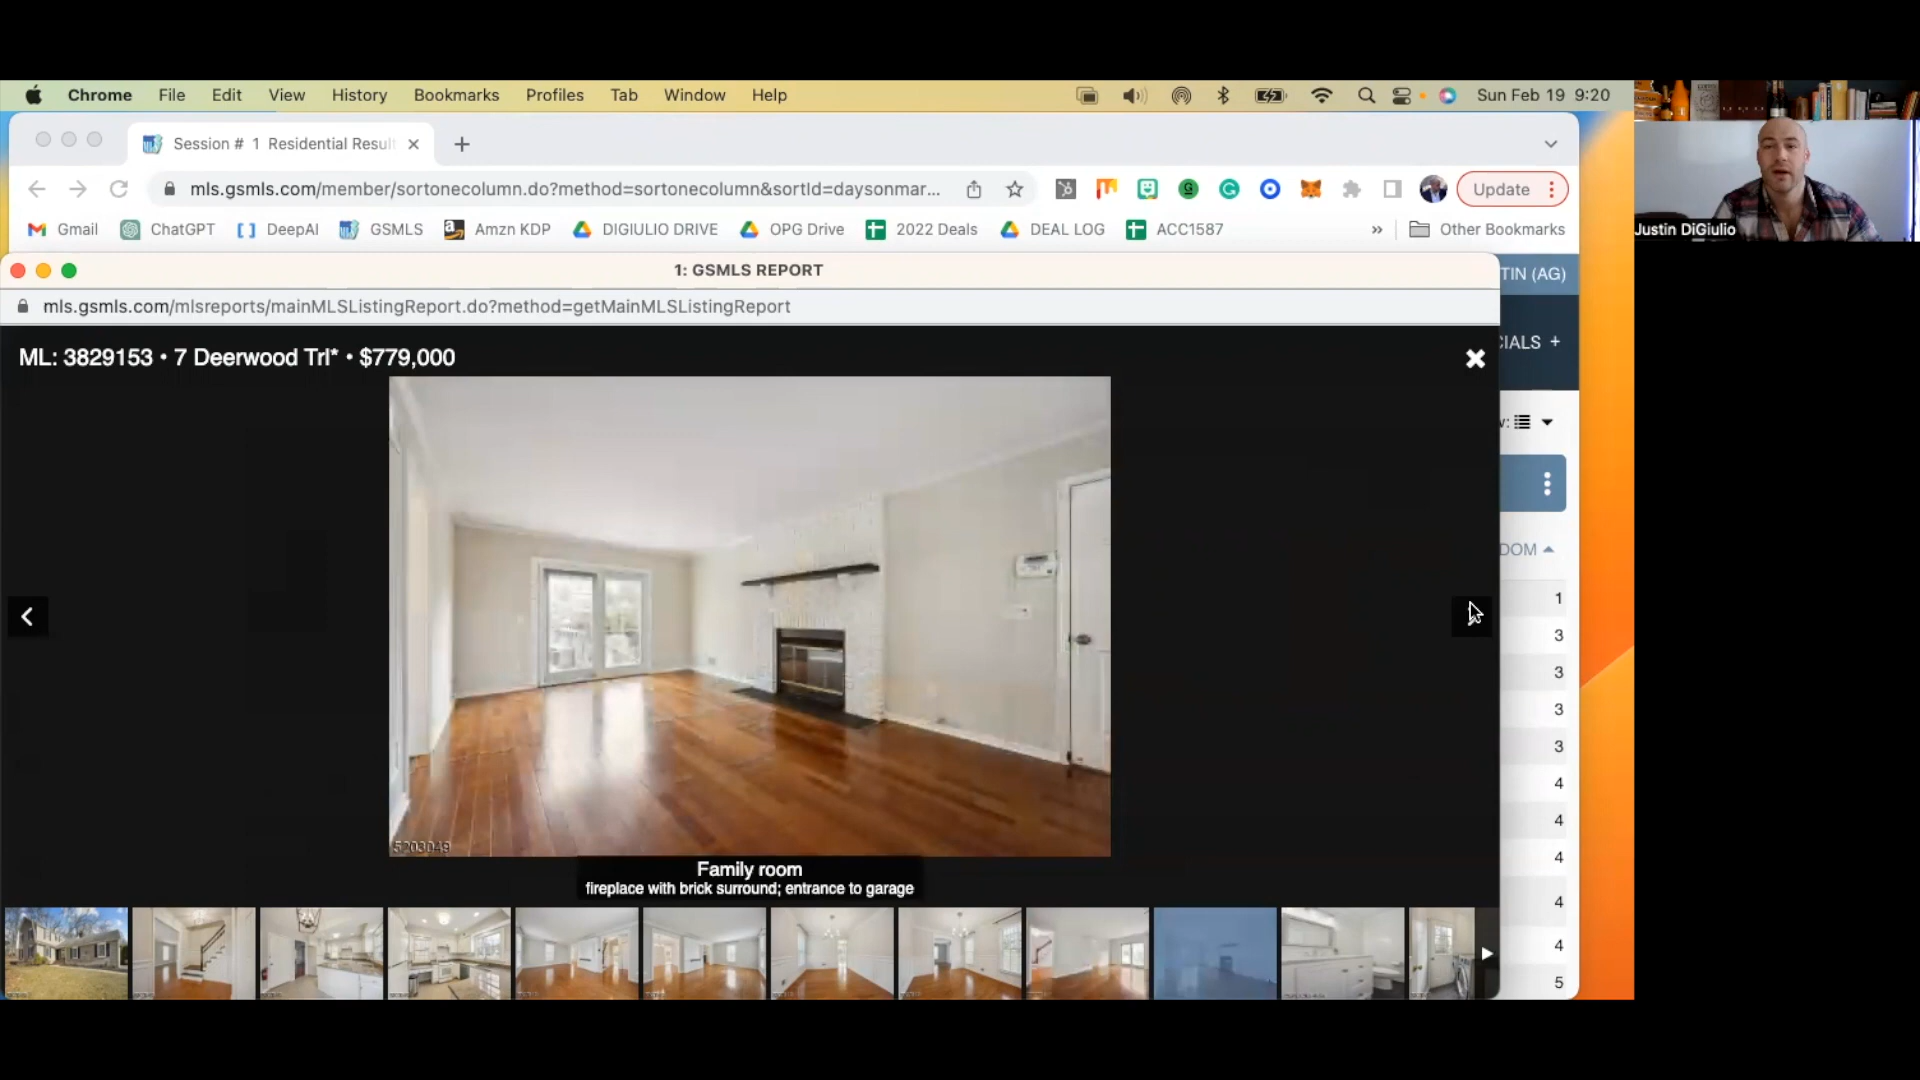 Chrome File Edit View History Bookmarks Profiles Tab Window Help Sun Feb 19 9:20
Session # 1 Residential Resul
mls.gsmls.com/member/sortonecolumn.do?method=sortonecolumn&sortId=daysonmar... Update
Gmail ChatGPT DeepAI GSMLS Amzn KDP DIGIULIO DRIVE OPG Drive 2022 Deals DEAL LOG ACC1587 » Other Bookmarks
Justin DiGiulio
1: GSMLS REPORT
TIN (AG)
mls.gsmls.com/mlsreports/mainMLSListingReport.do?method=getMainMLSListingReport
CIALS +
ML: 3829153 • 7 Deerwood Trl* • $779,000
DOM
1
3
3
3
3
4
4
4
4
4
5
5203049
Family room
fireplace with brick surround; entrance to garage